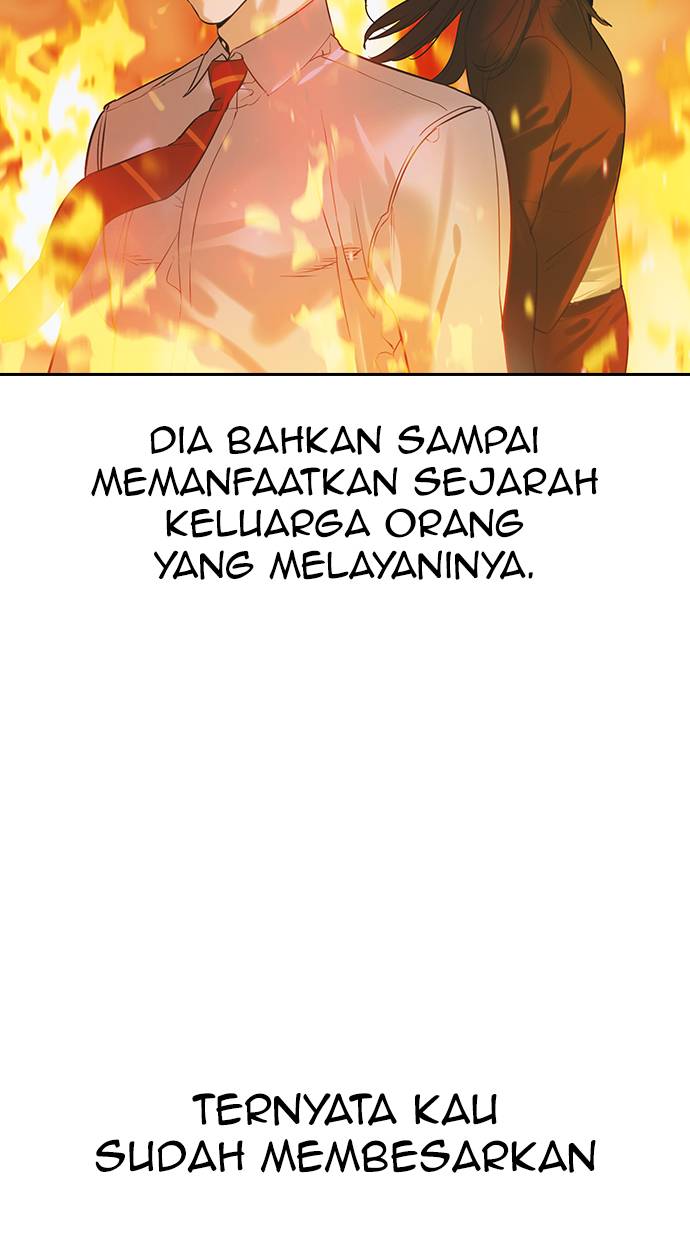 DIA BAHKAN SAMPAI
MEMANFAATKAN SEJARAH
KELUARGA ORANG
YANG MELAYANINYA.
TERNYATA KAU
SUDAH MEMBESARKAN